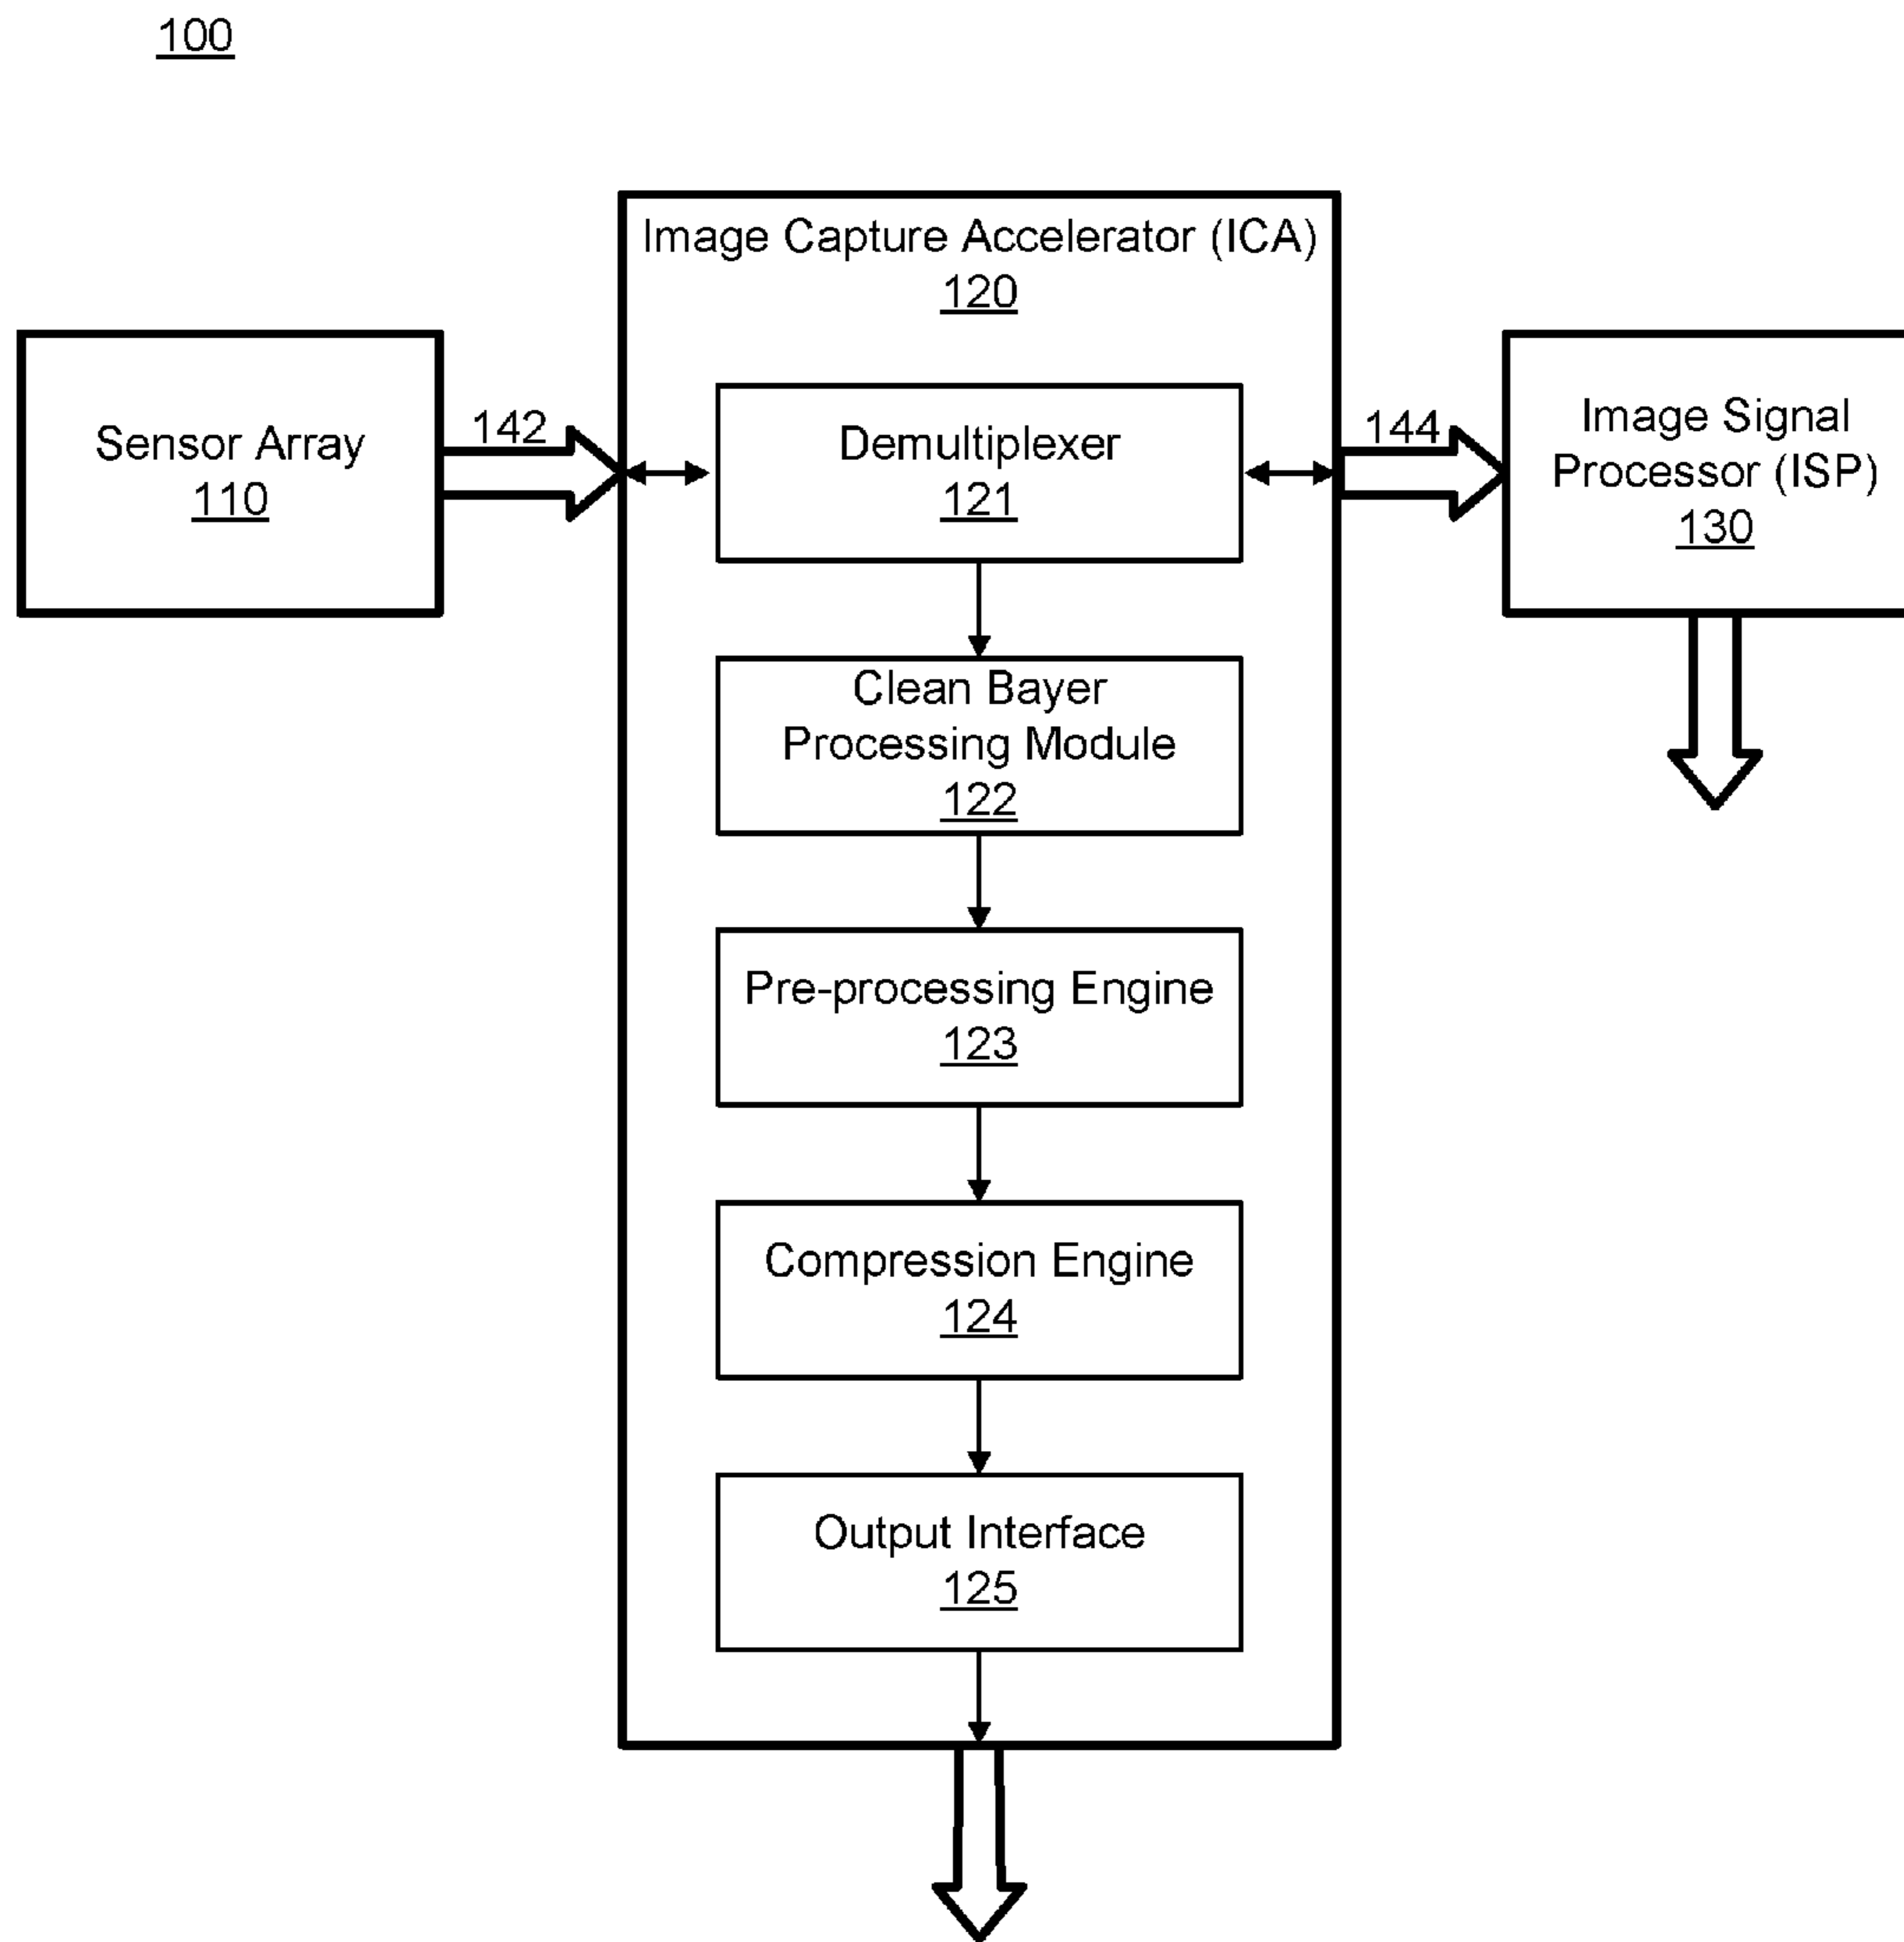 100
Image Capture Accelerator (ICA)
120
Sensor Array
110
142
Demultiplexer
121
144
Image Signal
Processor (ISP)
130
Clean Bayer
Processing Module
122
Pre-processing Engine
123
Compression Engine
124
Output Interface
125